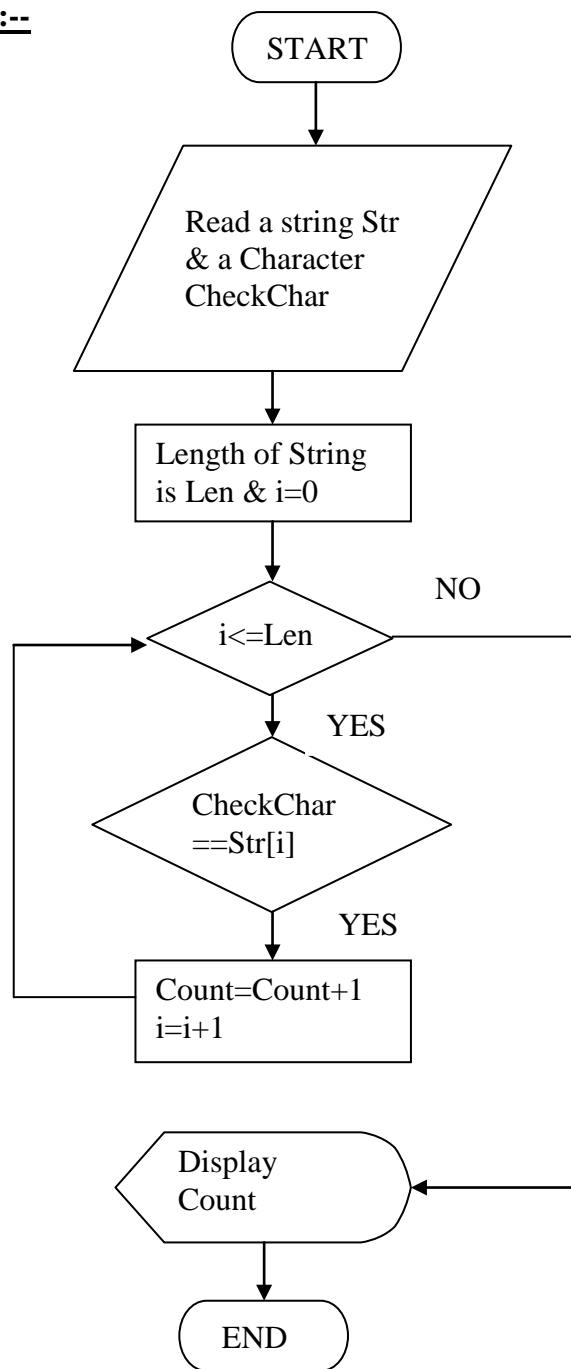 :--
START
Read a string Str
& a Character
CheckChar
Length of String
is Len & i=0
NO
i<=Len
YES
CheckChar
==Str[i]
YES
Count=Count+1
i=i+1
Display
Count
END